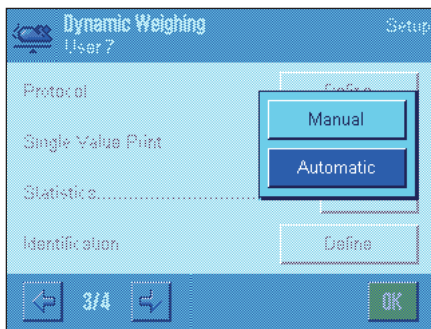 Dynamic Weighing
Setup
User 7
Protocol
Define
Manual
Single Value Print
Automatic
Statistics
Identification
Define
3/4
OK